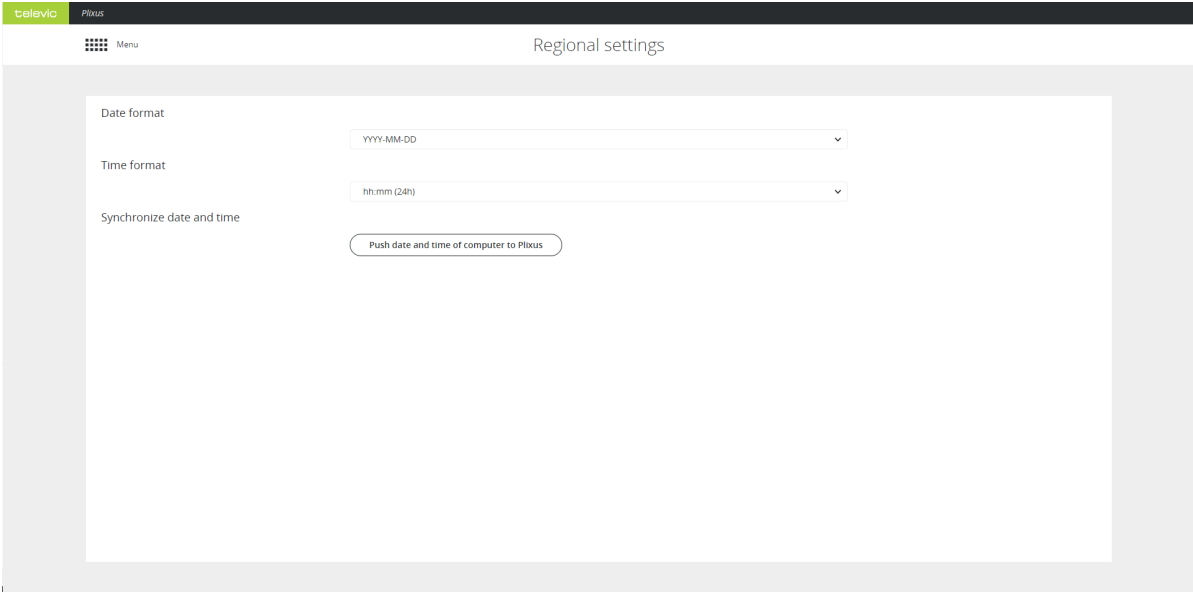 televic Plixus
Menu Regional settings
Date format
YYYY-MM-DD
Time format
hh:mm (24h)
Synchronize date and time
Push date and time of computer to Plixus